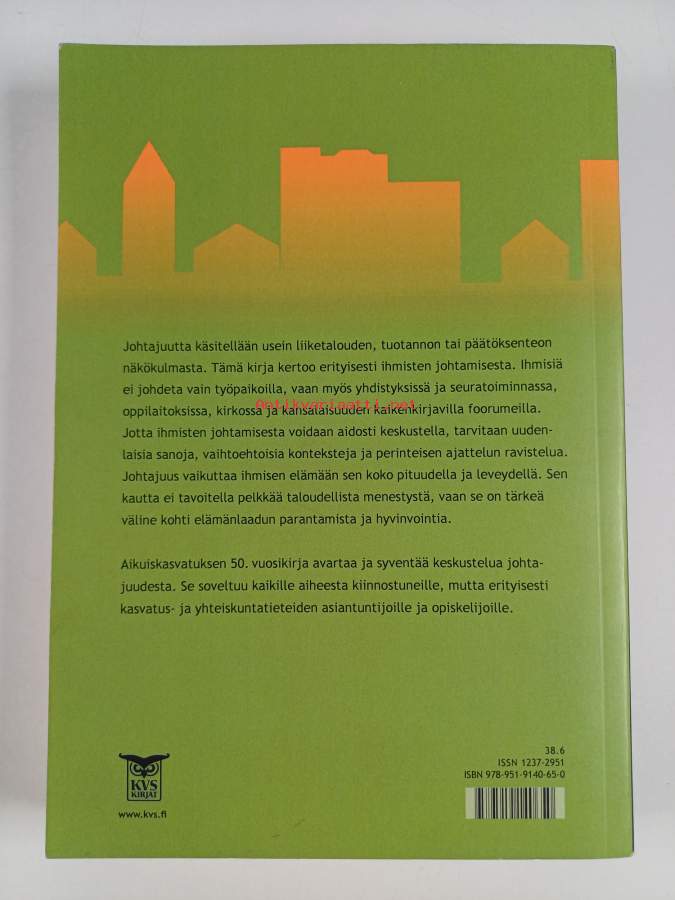 Johtajuutta käsitellään usein liiketalouden, tuotannon tai päätöksenteon
näkökulmasta. Tämä kirja kertoo erityisesti ihmisten johtamisesta. Ihmisiä
ei johdeta vain työpaikoilla, vaan myös yhdistyksissä ja seuratoiminnassa,
oppilaitoksissa, kirkossa ja kansalaisuuden kaikenkirjavilla foorumeilla.
Antikvariaatti.net
Jotta ihmisten johtamisesta voidaan aidosti keskustella, tarvitaan uuden-
laisia sanoja, vaihtoehtoisia konteksteja ja perinteisen ajattelun ravistelua.
Johtajuus vaikuttaa ihmisen elämään sen koko pituudella ja leveydellä. Sen
kautta ei tavoitella pelkkää taloudellista menestystä, vaan se on tärkeä
väline kohti elämänlaadun parantamista ja hyvinvointia.
Aikuiskasvatuksen 50. vuosikirja avartaa ja syventää keskustelua johta-
juudesta. Se soveltuu kaikille aiheesta kiinnostuneille, mutta erityisesti
kasvatus- ja yhteiskuntatieteiden asiantuntijoille ja opiskelijoille.
38.6
ISSN 1237-2951
ISBN 978-951-9140-65-0
KVS
KIRJAT
www.kvs.fi